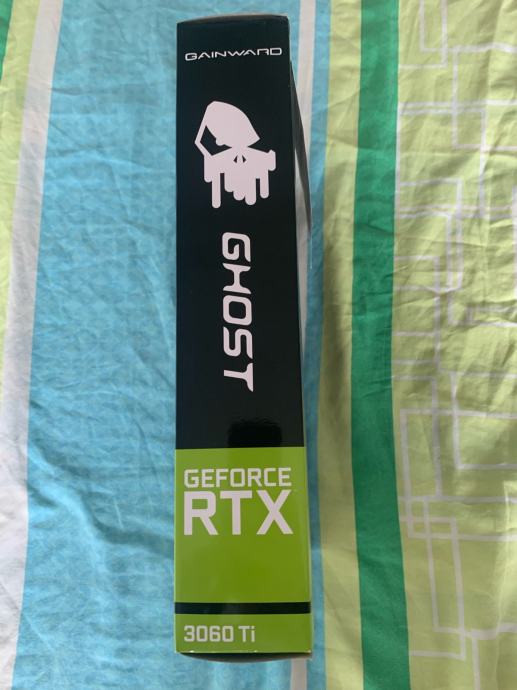 GAINWARD
GHOST
GEFORCE
RTX
3060 Ti